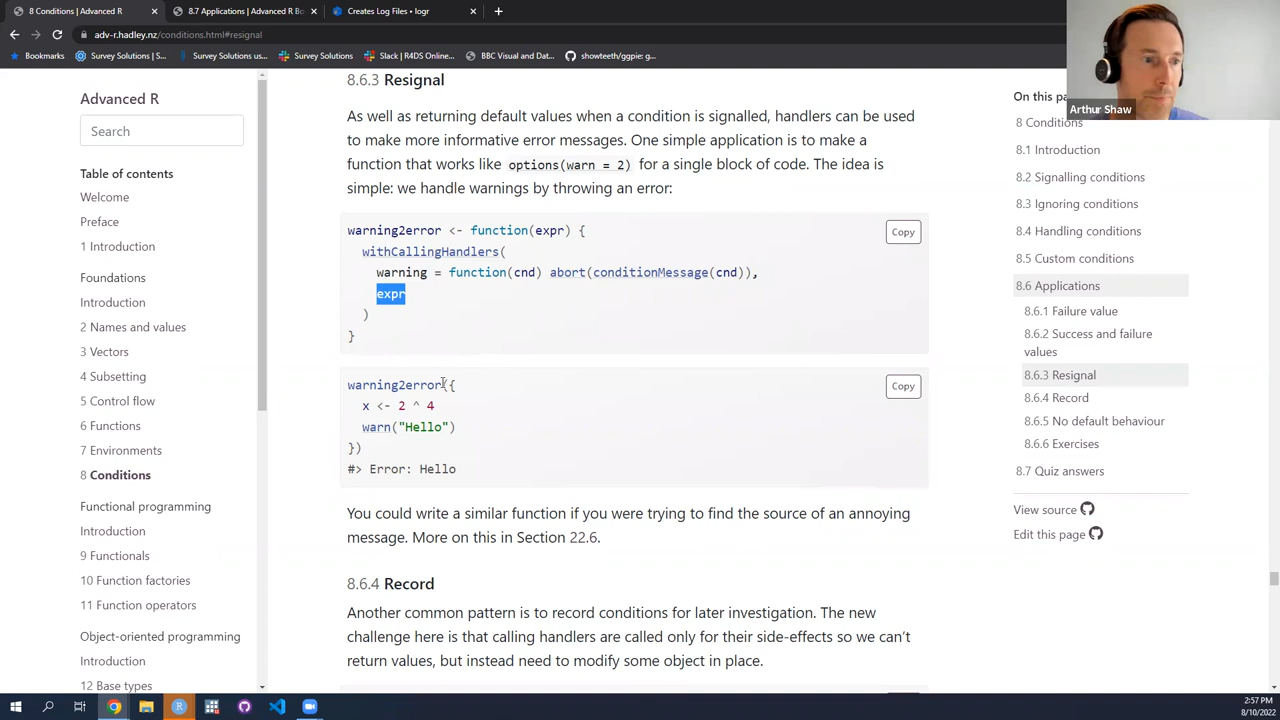 8 Conditions | Advanced R
8.7 Applications | Advanced R Bo
Creates Log Files • logr
adv-r.hadley.nz/conditions.html#resignal
Bookmarks
Survey Solutions | S...
Survey Solutions us...
Survey Solutions
Slack | R4DS Online...
BBC Visual and Dat...
showteeth/ggpie: g...
Arthur Shaw
Advanced R
Search
Table of contents
Welcome
Preface
1 Introduction
Foundations
Introduction
2 Names and values
3 Vectors
4 Subsetting
5 Control flow
6 Functions
7 Environments
8 Conditions
Functional programming
Introduction
9 Functionals
10 Function factories
11 Function operators
Object-oriented programming
Introduction
12 Base types
8.6.3 Resignal
As well as returning default values when a condition is signalled, handlers can be used
to make more informative error messages. One simple application is to make a
function that works like options(warn = 2) for a single block of code. The idea is
simple: we handle warnings by throwing an error:
warning2error <- function(expr) {
withCallingHandlers(
warning = function(cnd) abort(conditionMessage(cnd)),
expr
)
}
Copy
warning2error({
x <- 2 ^ 4
warn("Hello")
})
#> Error: Hello
Copy
You could write a similar function if you were trying to find the source of an annoying
message. More on this in Section 22.6.
8.6.4 Record
Another common pattern is to record conditions for later investigation. The new
challenge here is that calling handlers are called only for their side-effects so we can't
return values, but instead need to modify some object in place.
On this pa
8 Conditions
8.1 Introduction
8.2 Signalling conditions
8.3 Ignoring conditions
8.4 Handling conditions
8.5 Custom conditions
8.6 Applications
8.6.1 Failure value
8.6.2 Success and failure
values
8.6.3 Resignal
8.6.4 Record
8.6.5 No default behaviour
8.6.6 Exercises
8.7 Quiz answers
View source
Edit this page
2:57 PM
8/10/2022